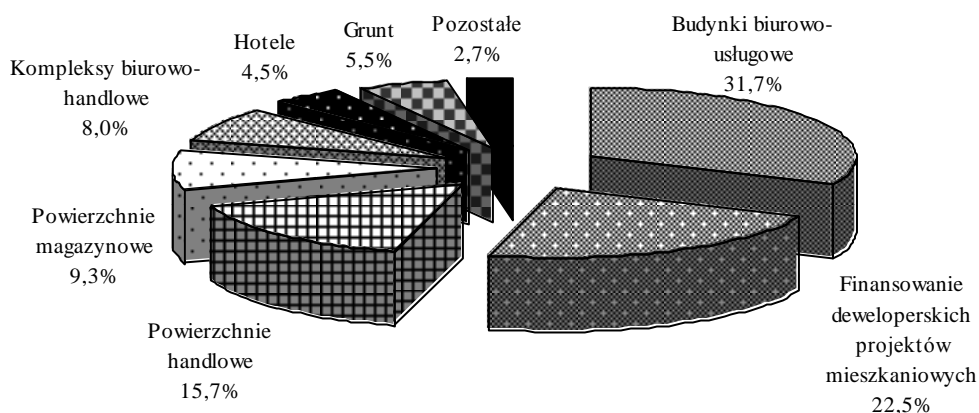 Pozostałe
2,7%
Budynki biurowo-
usługowe
31,7%
Finansowanie
deweloperskich
projektów
mieszkaniowych
22,5%
Powierzchnie
handlowe
15,7%
Powierzchnie
magazynowe
9,3%
Kompleksy biurowo-
handlowe
8,0%
Hotele
4,5%
Grunt
5,5%